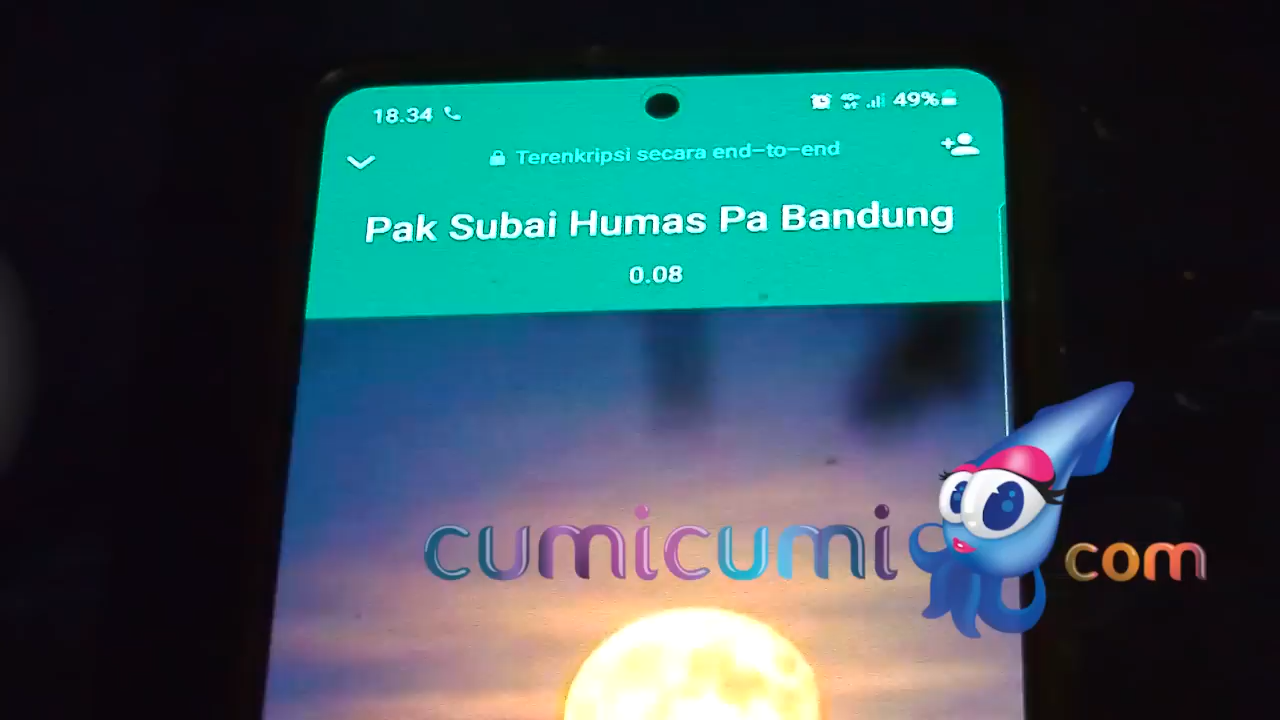 18.34
49%
Terenkripsi secara end-to-end
Pak Subai Humas Pa Bandung
0.08
cumicumi com